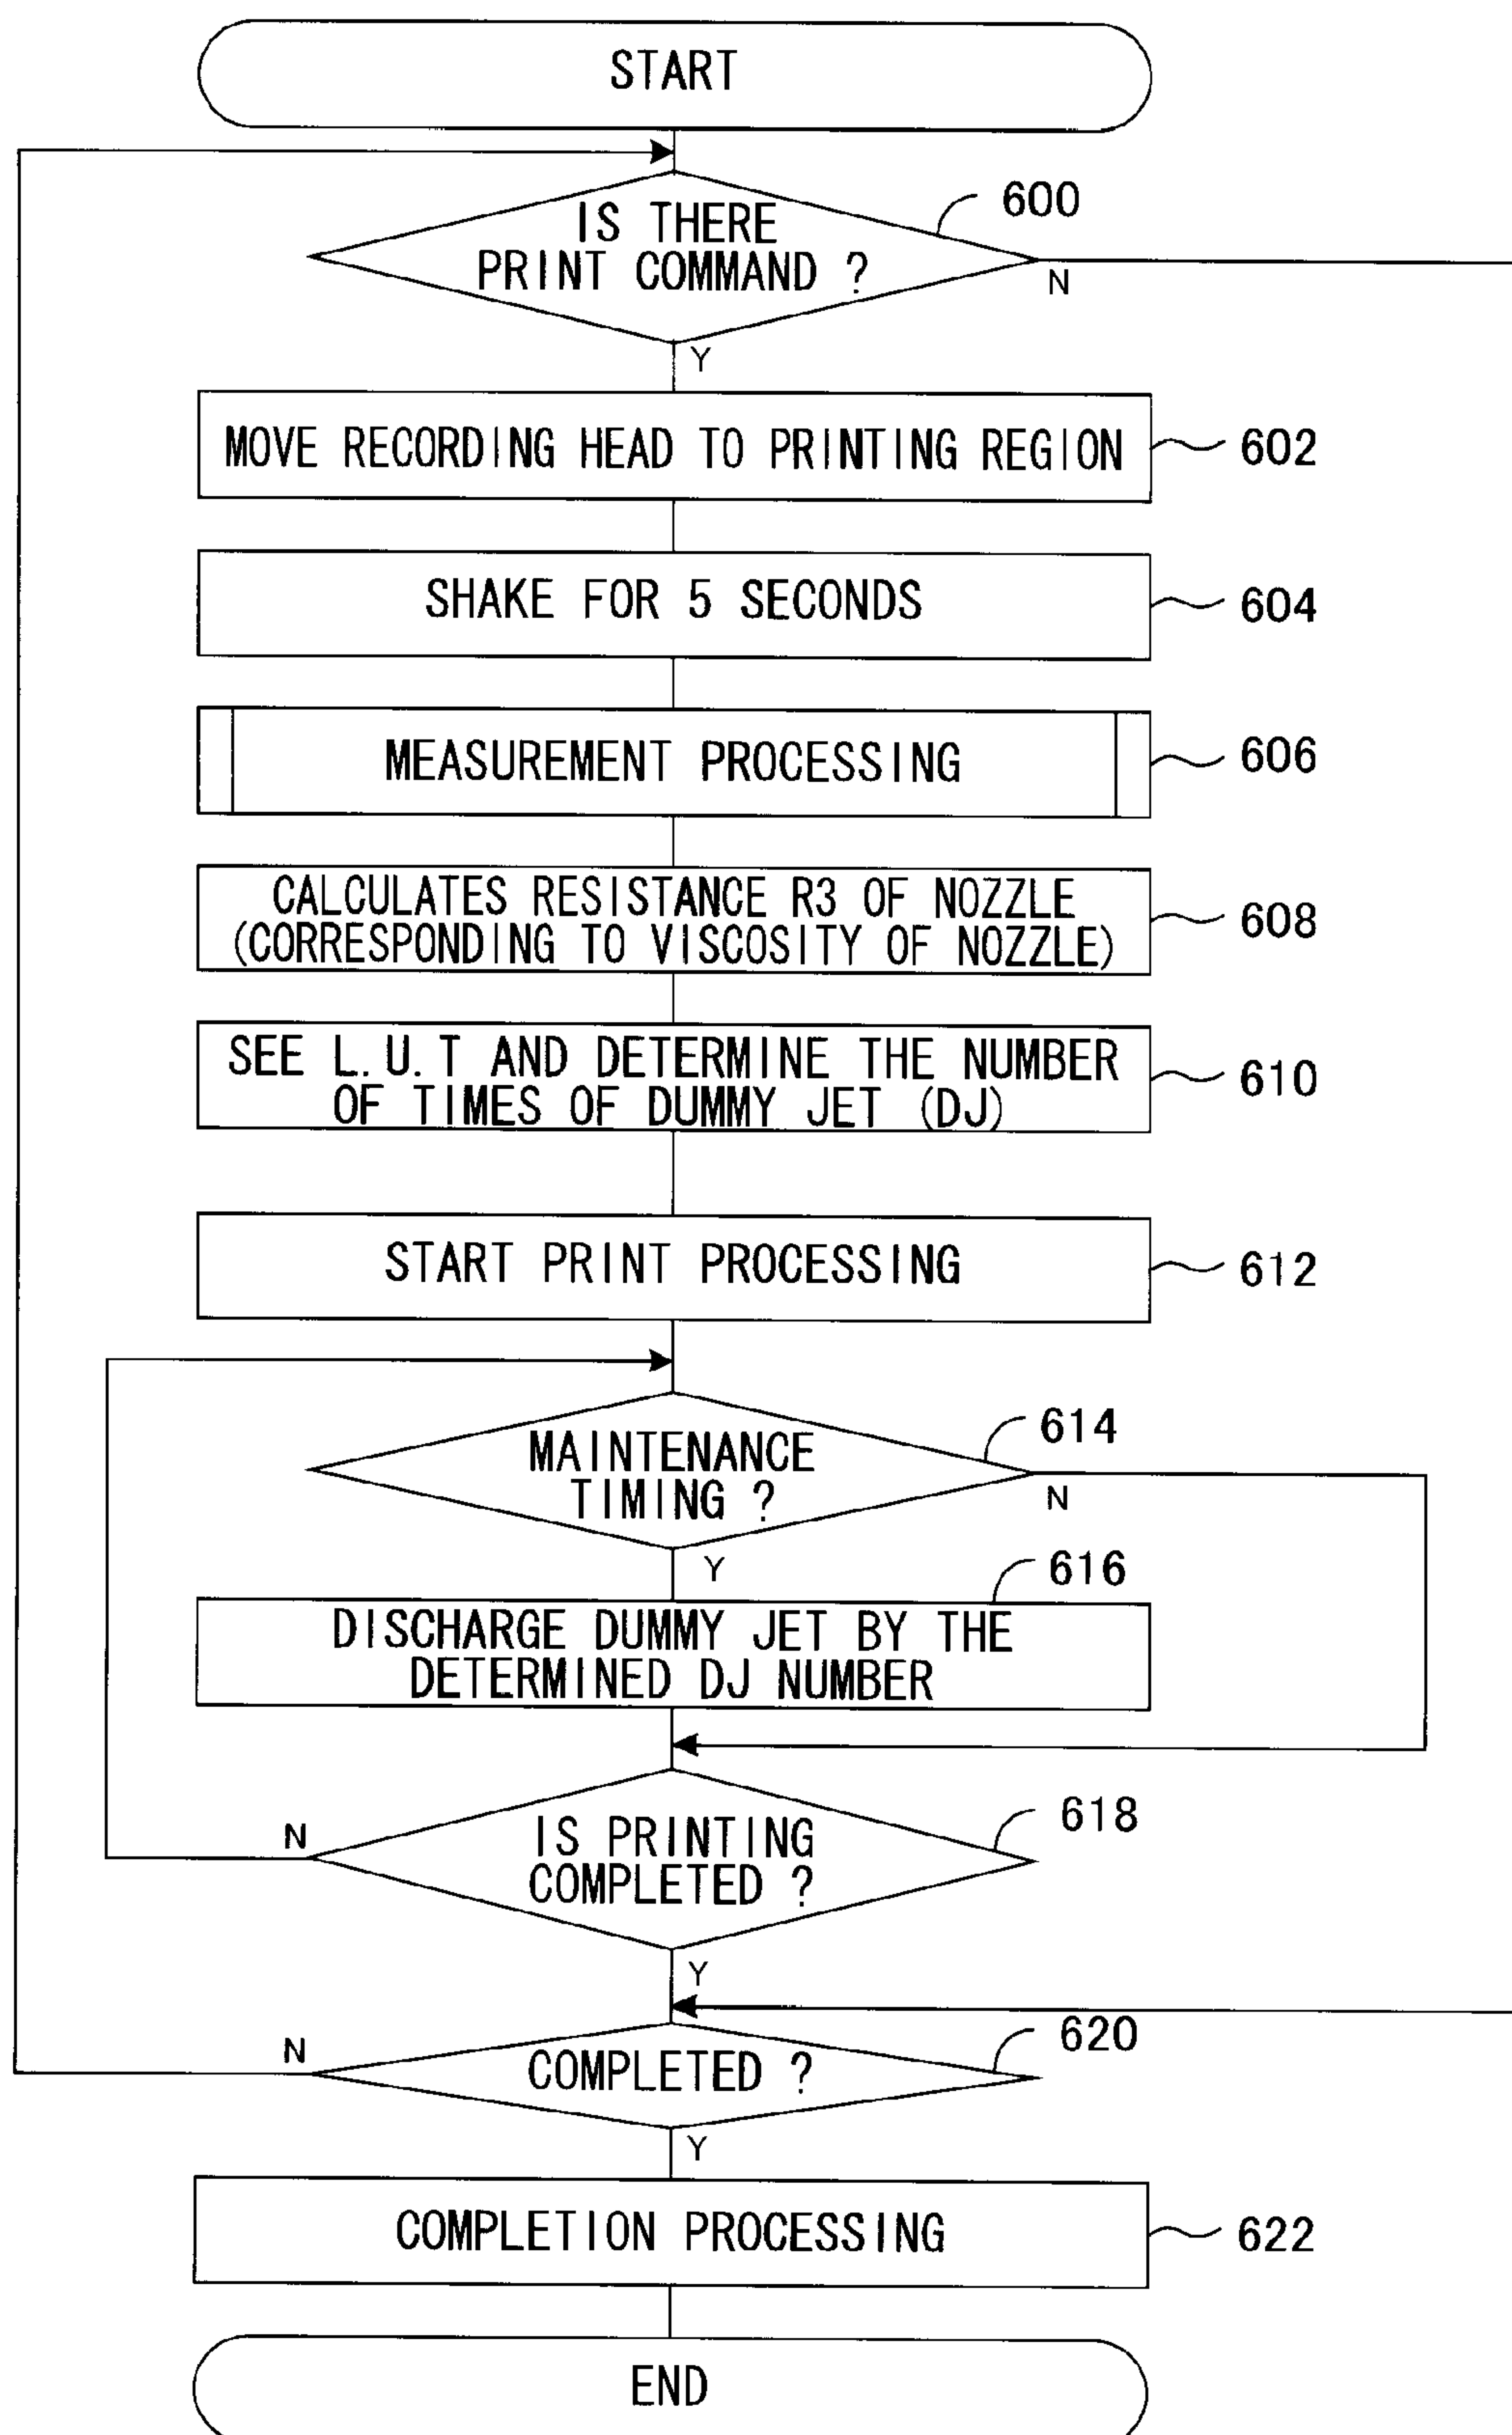 START
IS THERE
PRINT COMMAND ?
600
N
Y
MOVE RECORDING HEAD TO PRINTING REGION
602
SHAKE FOR 5 SECONDS
604
MEASUREMENT PROCESSING
606
CALCULATES RESISTANCE R3 OF NOZZLE
(CORRESPONDING TO VISCOSITY OF NOZZLE)
608
SEE L.U.T AND DETERMINE THE NUMBER
OF TIMES OF DUMMY JET (DJ)
610
START PRINT PROCESSING
612
MAINTENANCE
TIMING ?
614
N
Y
616
DISCHARGE DUMMY JET BY THE
DETERMINED DJ NUMBER
IS PRINTING
COMPLETED ?
618
N
Y
COMPLETED ?
620
N
Y
COMPLETION PROCESSING
622
END